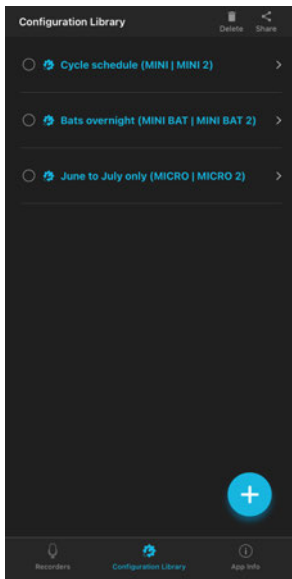 Configuration Library
Delete
Share
Cycle schedule (MINI | MINI 2)
Bats overnight (MINI BAT | MINI BAT 2)
June to July only (MICRO | MICRO 2)
Recorders
Configuration Library
App Info